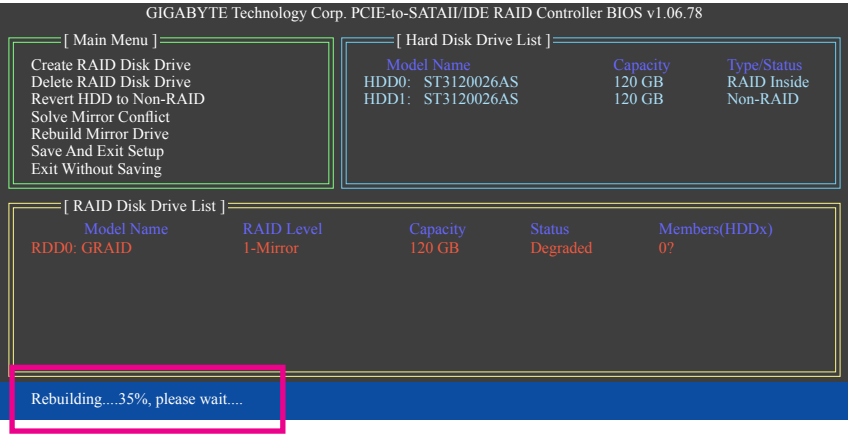 GIGABYTE Technology Corp. PCIE-to-SATAII/IDE RAID Controller BIOS v1.06.78
[ Main Menu ]
Create RAID Disk Drive
Delete RAID Disk Drive
Revert HDD to Non-RAID
Solve Mirror Conflict
Rebuild Mirror Drive
Save And Exit Setup
Exit Without Saving
[ Hard Disk Drive List ]
Model Name Capacity Type/Status
HDD0: ST3120026AS 120 GB RAID Inside
HDD1: ST3120026AS 120 GB Non-RAID
[ RAID Disk Drive List ]
Model Name RAID Level Capacity Status Members(HDDx)
RDD0: GRAID 1-Mirror 120 GB Degraded 0?
Rebuilding....35%, please wait....